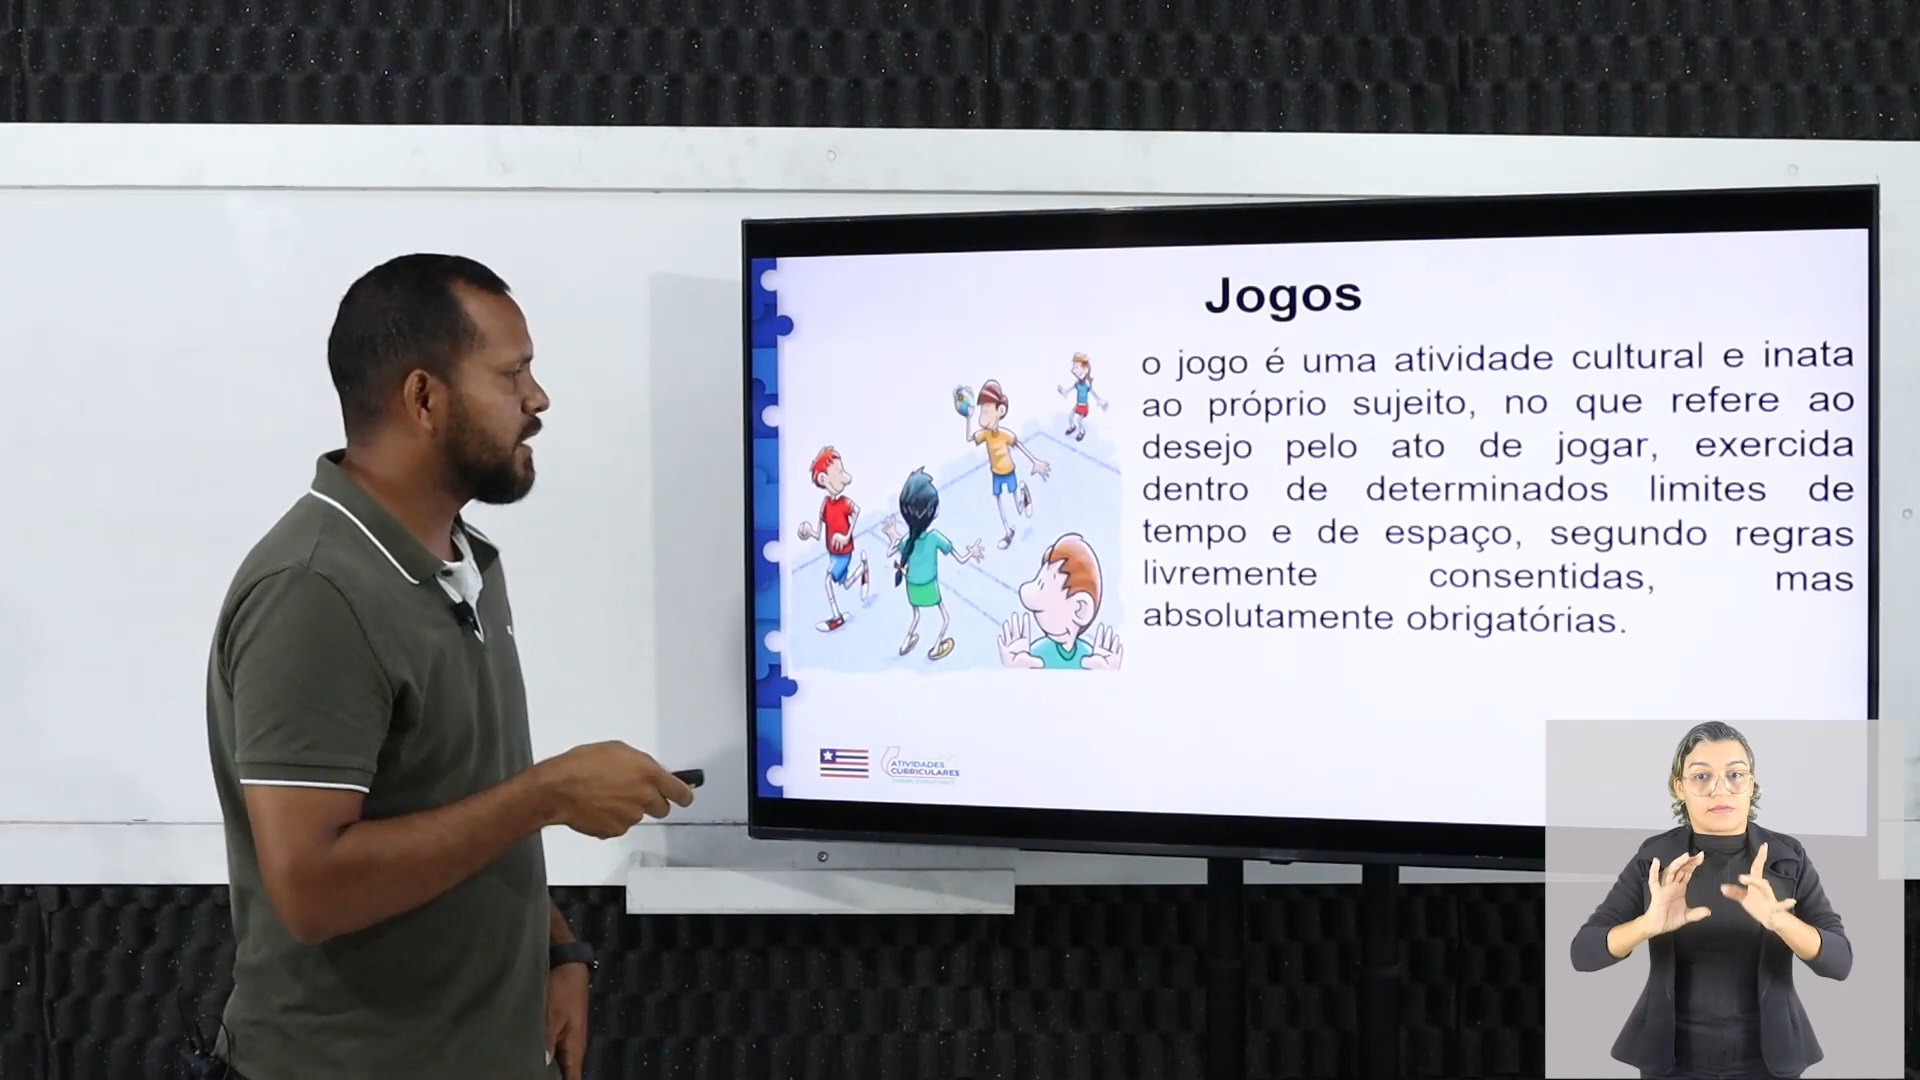 Jogos
o jogo é uma atividade cultural e inata
ao próprio sujeito, no que refere ao
desejo pelo ato de jogar, exercida
dentro de determinados limites de
tempo e de espaço, segundo regras
livremente consentidas, mas
absolutamente obrigatórias.
ATIVIDADES
CURRICULARES